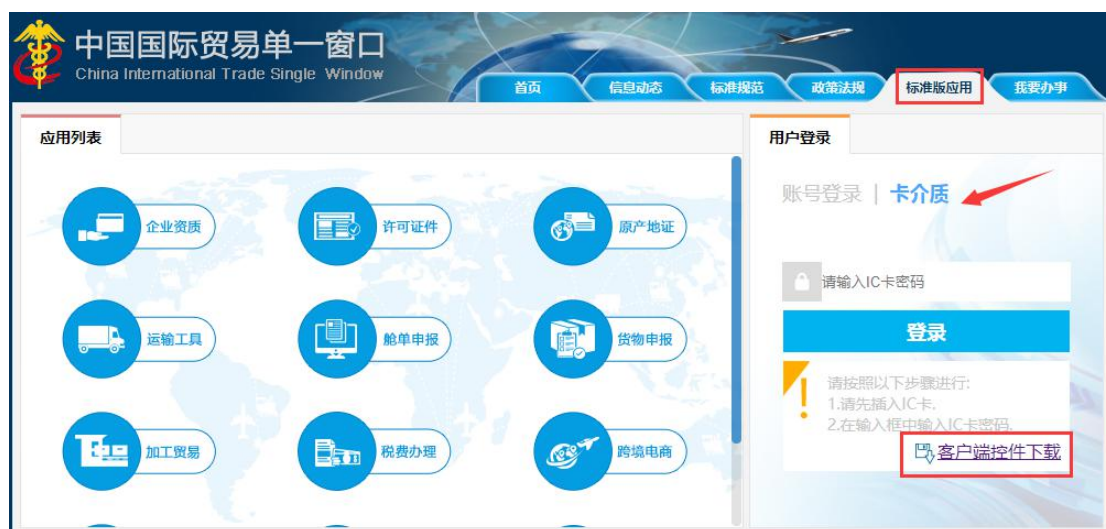 中国国际贸易单一窗口
China International Trade Single Window
首页 信息动态 标准规范 政策法规 标准版应用 我要办事
应用列表
企业资质 许可证件 原产地证
运输工具 舱单申报 货物申报
加工贸易 税费办理 跨境电商
用户登录
账号登录 | 卡介质
请输入IC卡密码
登录
请按照以下步骤进行:
1.请先插入IC卡.
2.在输入框中输入IC卡密码.
客户端控件下载